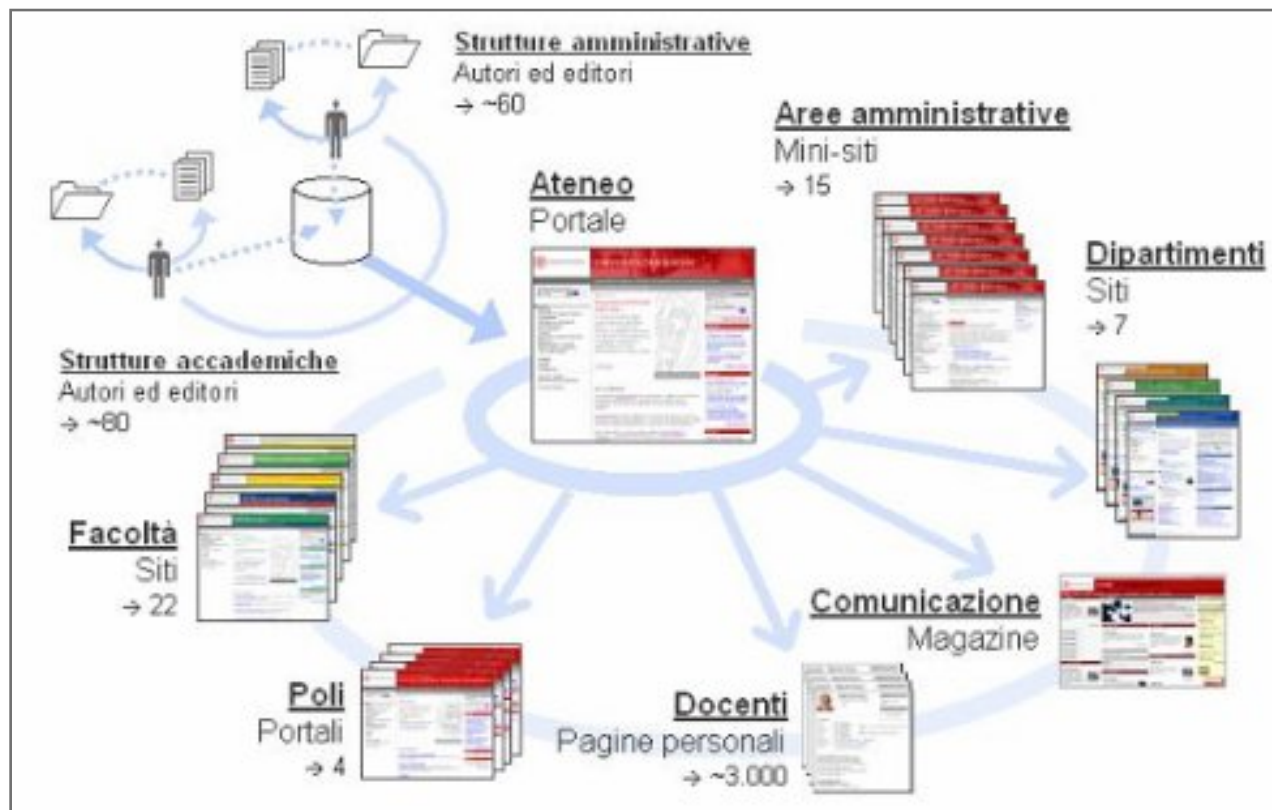 Strutture amministrative
Autori ed editori
→ ~60
Aree amministrative
Mini-siti
→ 15
Ateneo
Portale
Dipartimenti
Siti
→ 7
Strutture accademiche
Autori ed editori
→ ~80
Facoltà
Siti
→ 22
Comunicazione
Magazine
Poli
Portali
→ 4
Docenti
Pagine personali
→ ~3.000